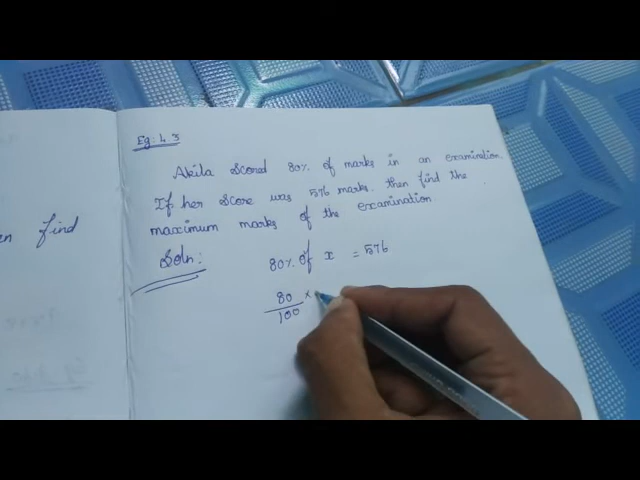 Eg: 4.3
Akila scored 80% of marks in an examination.
en find
If her score was 576 marks. then find the
maximum marks of the examination
Soln:
80% of x = 576
80
100 ×